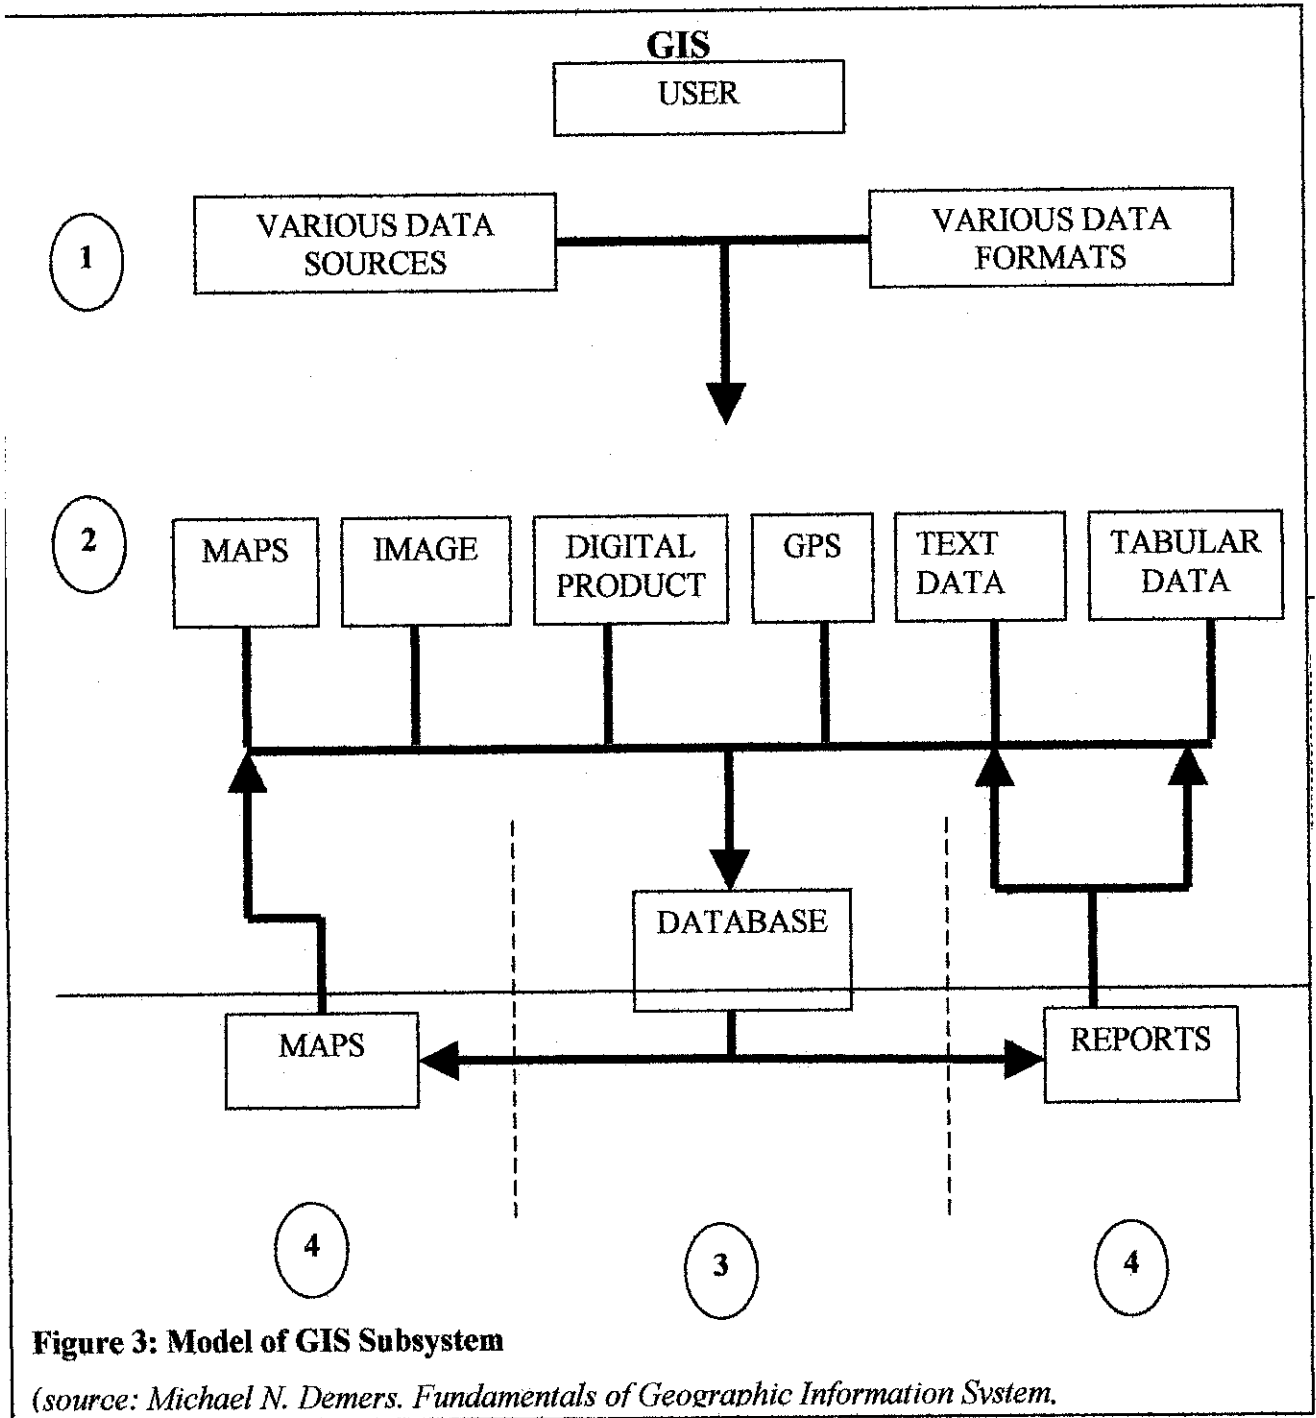 GIS
USER
VARIOUS DATA
SOURCES
VARIOUS DATA
FORMATS
1
2
MAPS
IMAGE
DIGITAL
PRODUCT
GPS
TEXT
DATA
TABULAR
DATA
DATABASE
MAPS
REPORTS
4
3
4
Figure 3: Model of GIS Subsystem
(source: Michael N. Demers. Fundamentals of Geographic Information System.